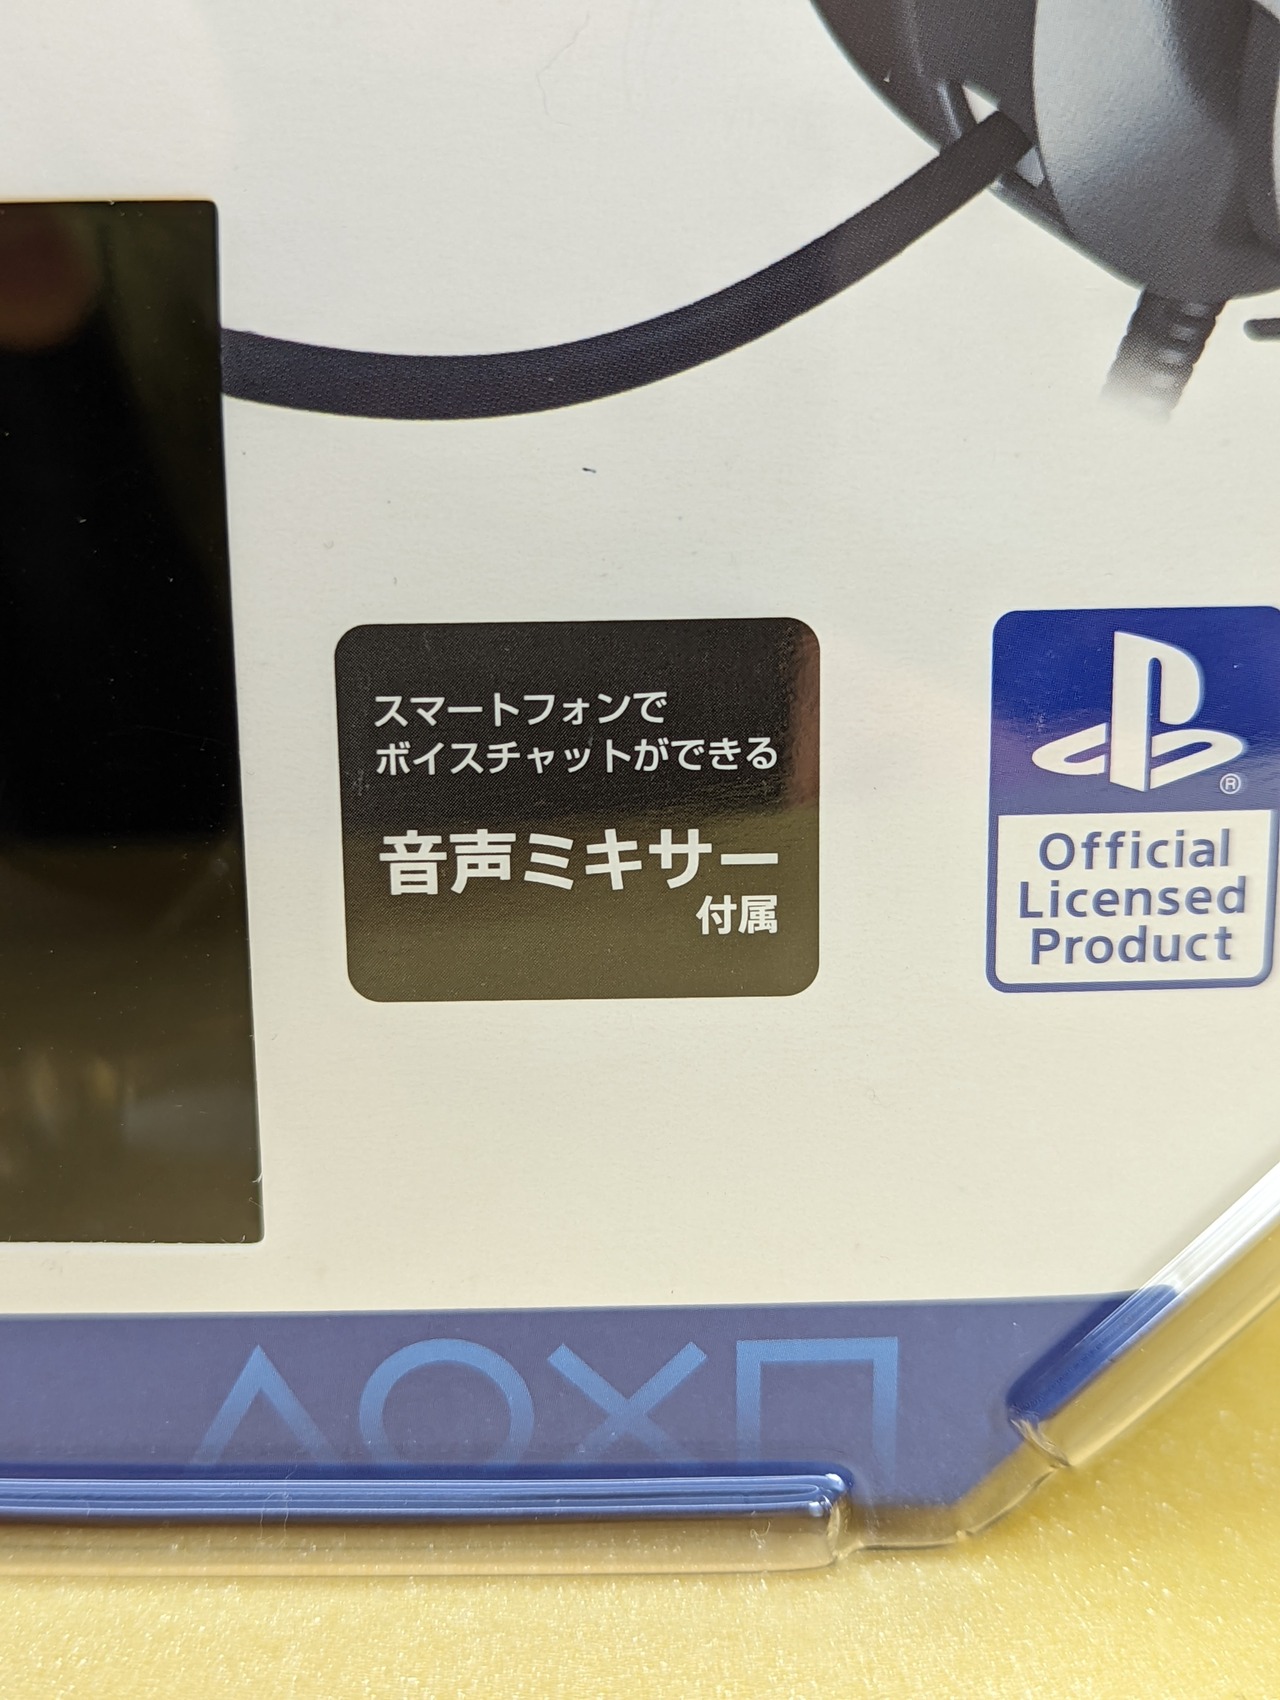 スマートフォンで
ボイスチャットができる
音声ミキサー
付属
®
Official
Licensed
Product